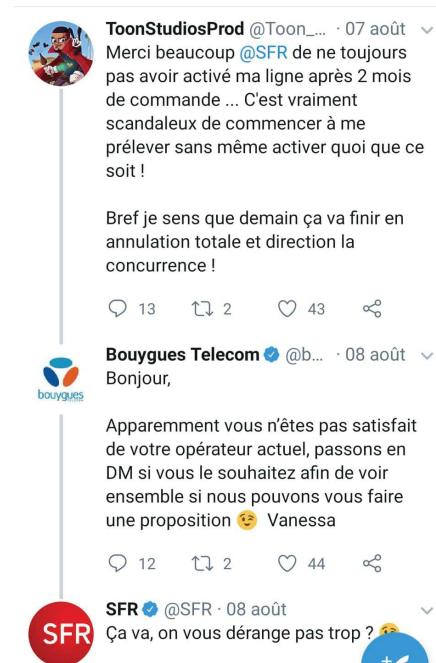 ToonStudiosProd @Toon_... · 07 août
Merci beaucoup @SFR de ne toujours
pas avoir activé ma ligne après 2 mois
de commande ... C'est vraiment
scandaleux de commencer à me
prélever sans même activer quoi que ce
soit !
Bref je sens que demain ça va finir en
annulation totale et direction la
concurrence !
13 2 43
Bouygues Telecom @b... · 08 août
bouygues
Bonjour,
Apparemment vous n’êtes pas satisfait
de votre opérateur actuel, passons en
DM si vous le souhaitez afin de voir
ensemble si nous pouvons vous faire
une proposition 😉 Vanessa
12 2 44
SFR @SFR · 08 août
SFR
Ça va, on vous dérange pas trop ? 😉